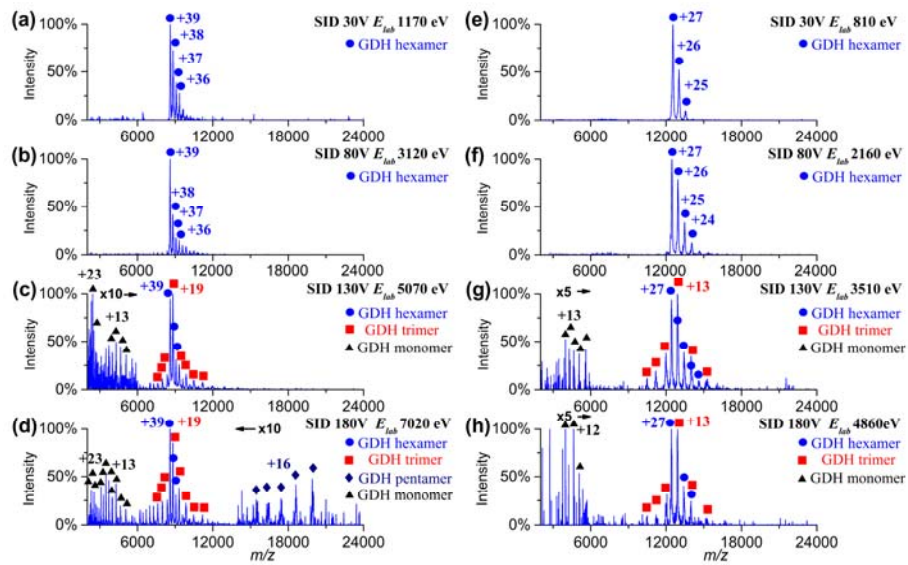 (a)
SID 30V E_lab 1170 eV
GDH hexamer
+39
+38
+37
+36
Intensity
100%
50%
0%
6000 12000 18000 24000
(b)
SID 80V E_lab 3120 eV
GDH hexamer
+39
+38
+37
+36
Intensity
100%
50%
0%
6000 12000 18000 24000
+23
(c)
x10
SID 130V E_lab 5070 eV
+39
+19
+13
GDH hexamer
GDH trimer
GDH monomer
Intensity
100%
50%
0%
6000 12000 18000 24000
(d)
SID 180V E_lab 7020 eV
+39
+19
x10
+23
+13
+16
GDH hexamer
GDH trimer
GDH pentamer
GDH monomer
Intensity
100%
50%
0%
6000 12000 18000 24000
m/z
(e)
SID 30V E_lab 810 eV
GDH hexamer
+27
+26
+25
Intensity
100%
50%
0%
6000 12000 18000 24000
(f)
SID 80V E_lab 2160 eV
GDH hexamer
+27
+26
+25
+24
Intensity
100%
50%
0%
6000 12000 18000 24000
(g)
x5
SID 130V E_lab 3510 eV
+27
+13
+13
GDH hexamer
GDH trimer
GDH monomer
Intensity
100%
50%
0%
6000 12000 18000 24000
(h)
x5
SID 180V E_lab 4860eV
+27
+13
+12
GDH hexamer
GDH trimer
GDH monomer
Intensity
100%
50%
0%
6000 12000 18000 24000
m/z